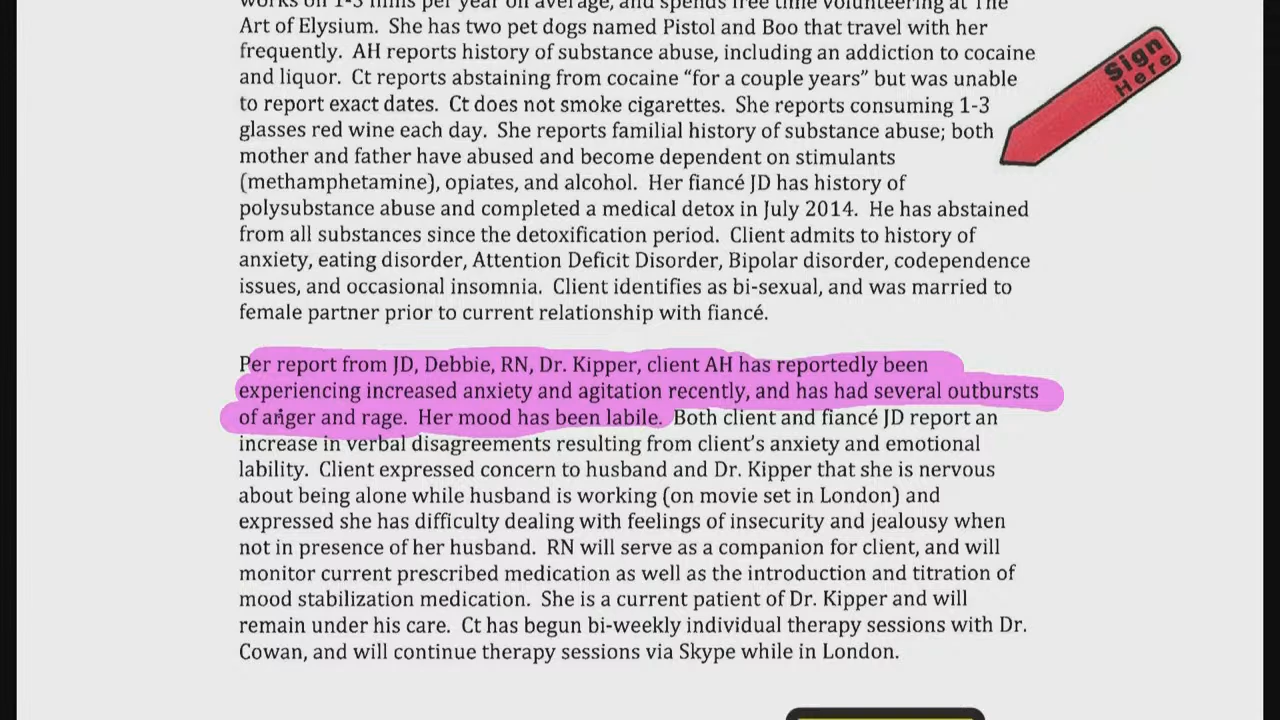 works on 1-3 films per year on average, and spends free time volunteering at The
Art of Elysium. She has two pet dogs named Pistol and Boo that travel with her
frequently. AH reports history of substance abuse, including an addiction to cocaine
and liquor. Ct reports abstaining from cocaine “for a couple years” but was unable
to report exact dates. Ct does not smoke cigarettes. She reports consuming 1-3
glasses red wine each day. She reports familial history of substance abuse; both
mother and father have abused and become dependent on stimulants
(methamphetamine), opiates, and alcohol. Her fiancé JD has history of
polysubstance abuse and completed a medical detox in July 2014. He has abstained
from all substances since the detoxification period. Client admits to history of
anxiety, eating disorder, Attention Deficit Disorder, Bipolar disorder, codependence
issues, and occasional insomnia. Client identifies as bi-sexual, and was married to
female partner prior to current relationship with fiancé.
Per report from JD, Debbie, RN, Dr. Kipper, client AH has reportedly been
experiencing increased anxiety and agitation recently, and has had several outbursts
of anger and rage. Her mood has been labile. Both client and fiancé JD report an
increase in verbal disagreements resulting from client’s anxiety and emotional
lability. Client expressed concern to husband and Dr. Kipper that she is nervous
about being alone while husband is working (on movie set in London) and
expressed she has difficulty dealing with feelings of insecurity and jealousy when
not in presence of her husband. RN will serve as a companion for client, and will
monitor current prescribed medication as well as the introduction and titration of
mood stabilization medication. She is a current patient of Dr. Kipper and will
remain under his care. Ct has begun bi-weekly individual therapy sessions with Dr.
Cowan, and will continue therapy sessions via Skype while in London.
Sign
Here